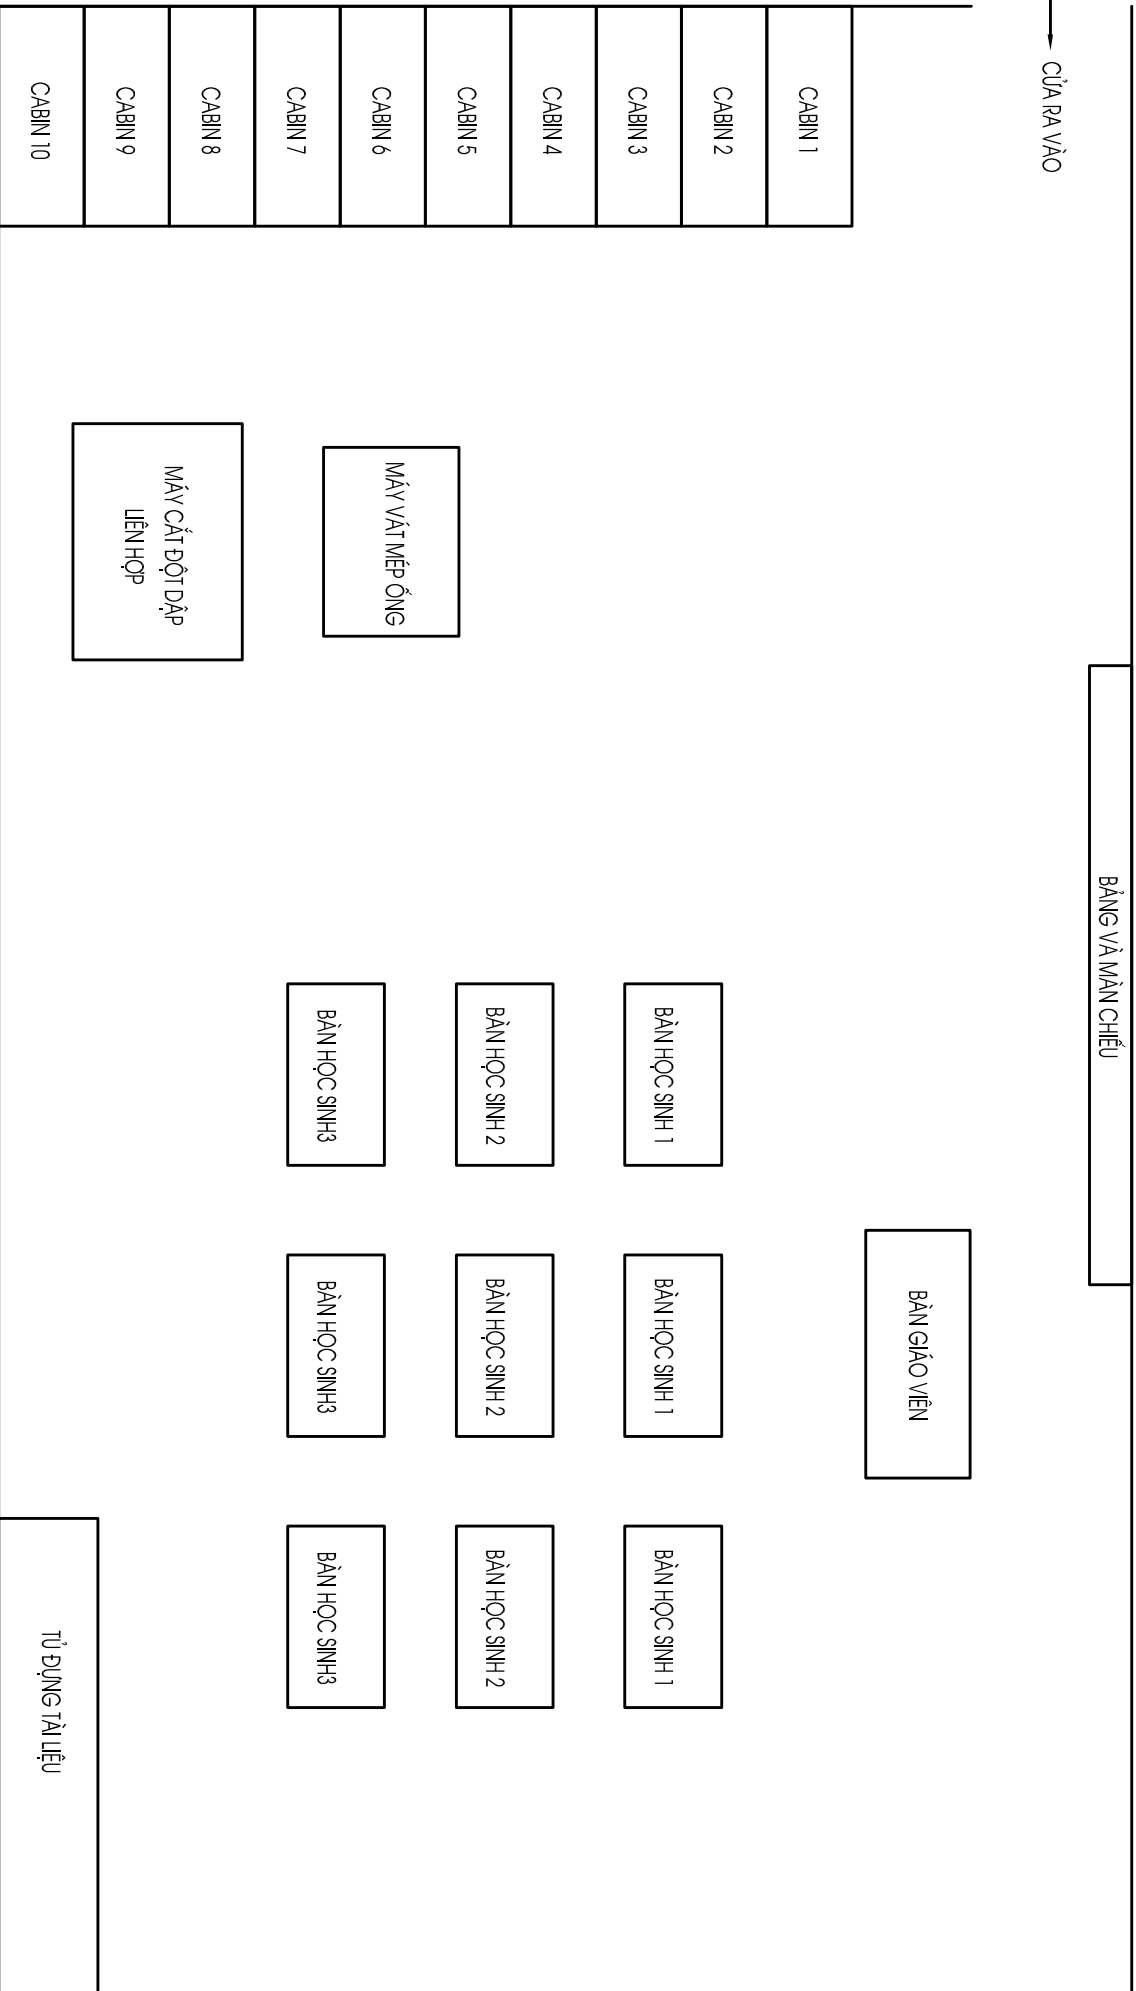 CỬA RA VÀO
BẢNG VÀ MÀN CHIẾU
CABIN 1
CABIN 2
CABIN 3
CABIN 4
CABIN 5
CABIN 6
CABIN 7
CABIN 8
CABIN 9
CABIN 10
BÀN GIÁO VIÊN
BÀN HỌC SINH 1
BÀN HỌC SINH 1
BÀN HỌC SINH 1
BÀN HỌC SINH 2
BÀN HỌC SINH 2
BÀN HỌC SINH 2
MÁY VÁT MÉP ỐNG
BÀN HỌC SINH3
BÀN HỌC SINH3
BÀN HỌC SINH3
MÁY CẮT ĐỘT DẬP
LIÊN HỢP
TỦ ĐỰNG TÀI LIỆU